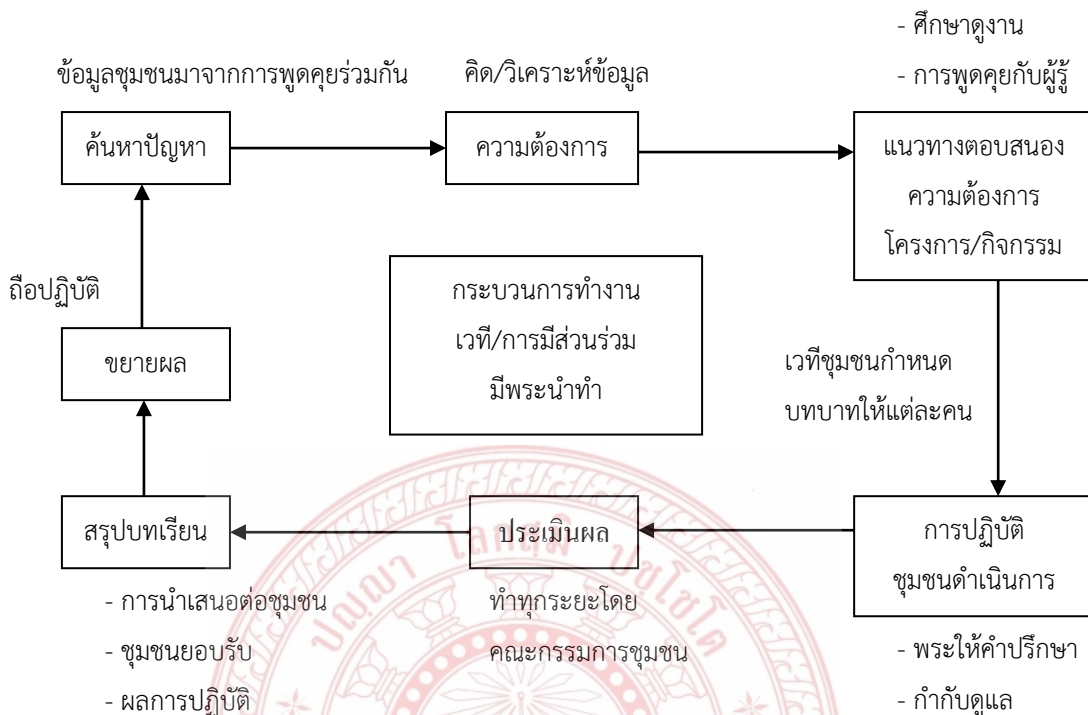 - ศึกษาดูงาน
- การพูดคุยกับผู้รู้
ข้อมูลชุมชนมาจากการพูดคุยร่วมกัน
คิด/วิเคราะห์ข้อมูล
ค้นหาปัญหา
ความต้องการ
แนวทางตอบสนอง
ความต้องการ
โครงการ/กิจกรรม
ถือปฏิบัติ
ขยายผล
กระบวนการทำงาน
เวที/การมีส่วนร่วม
มีพระนำทำ
เวทีชุมชนกำหนด
บทบาทให้แต่ละคน
สรุปบทเรียน
ประเมินผล
การปฏิบัติ
ชุมชนดำเนินการ
- การนำเสนอต่อชุมชน
- ชุมชนยอบรับ
- ผลการปฏิบัติ
ทำทุกระยะโดย
คณะกรรมการชุมชน
- พระให้คำปรึกษา
- กำกับดูแล
ปญฺญา โลกสฺมิ ปชฺโชโต